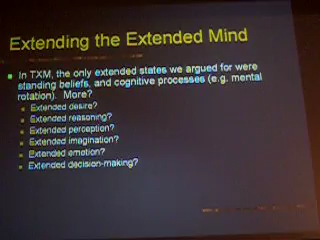 Extending the Extended Mind
In TXM, the only extended states we argued for were
standing beliefs, and cognitive processes (e.g. mental
rotation). More?
Extended desire?
Extended reasoning?
Extended perception?
Extended imagination?
Extended emotion?
Extended decision-making?